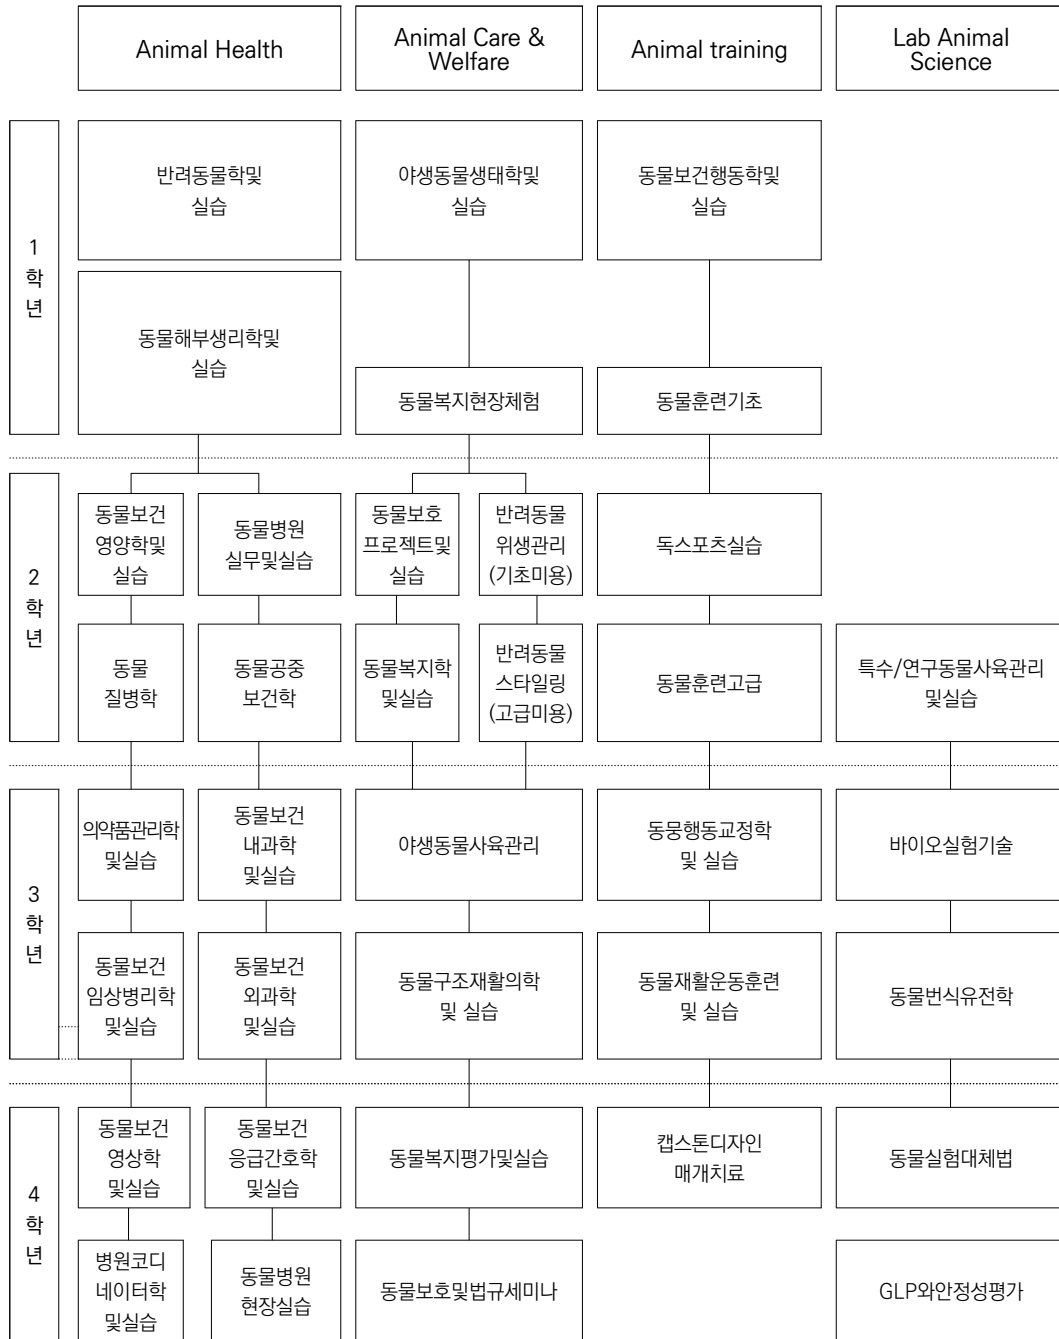 Animal Health
Animal Care &
Welfare
Animal training
Lab Animal
Science
1
학
년
반려동물학및
실습
야생동물생태학및
실습
동물보건행동학및
실습
동물해부생리학및
실습
동물복지현장체험
동물훈련기초
2
학
년
동물보건
영양학및
실습
동물병원
실무및실습
동물보호
프로젝트및
실습
반려동물
위생관리
(기초미용)
독스포츠실습
동물
질병학
동물공중
보건학
동물복지학
및실습
반려동물
스타일링
(고급미용)
동물훈련고급
특수/연구동물사육관리
및실습
3
학
년
의약품관리학
및실습
동물보건
내과학
및실습
야생동물사육관리
동뭉행동교정학
및 실습
바이오실험기술
동물보건
임상병리학
및실습
동물보건
외과학
및실습
동물구조재활의학
및 실습
동물재활운동훈련
및 실습
동물번식유전학
4
학
년
동물보건
영상학
및실습
동물보건
응급간호학
및실습
동물복지평가및실습
캡스톤디자인
매개치료
동물실험대체법
병원코디
네이터학
및실습
동물병원
현장실습
동물보호및법규세미나
GLP와안정성평가